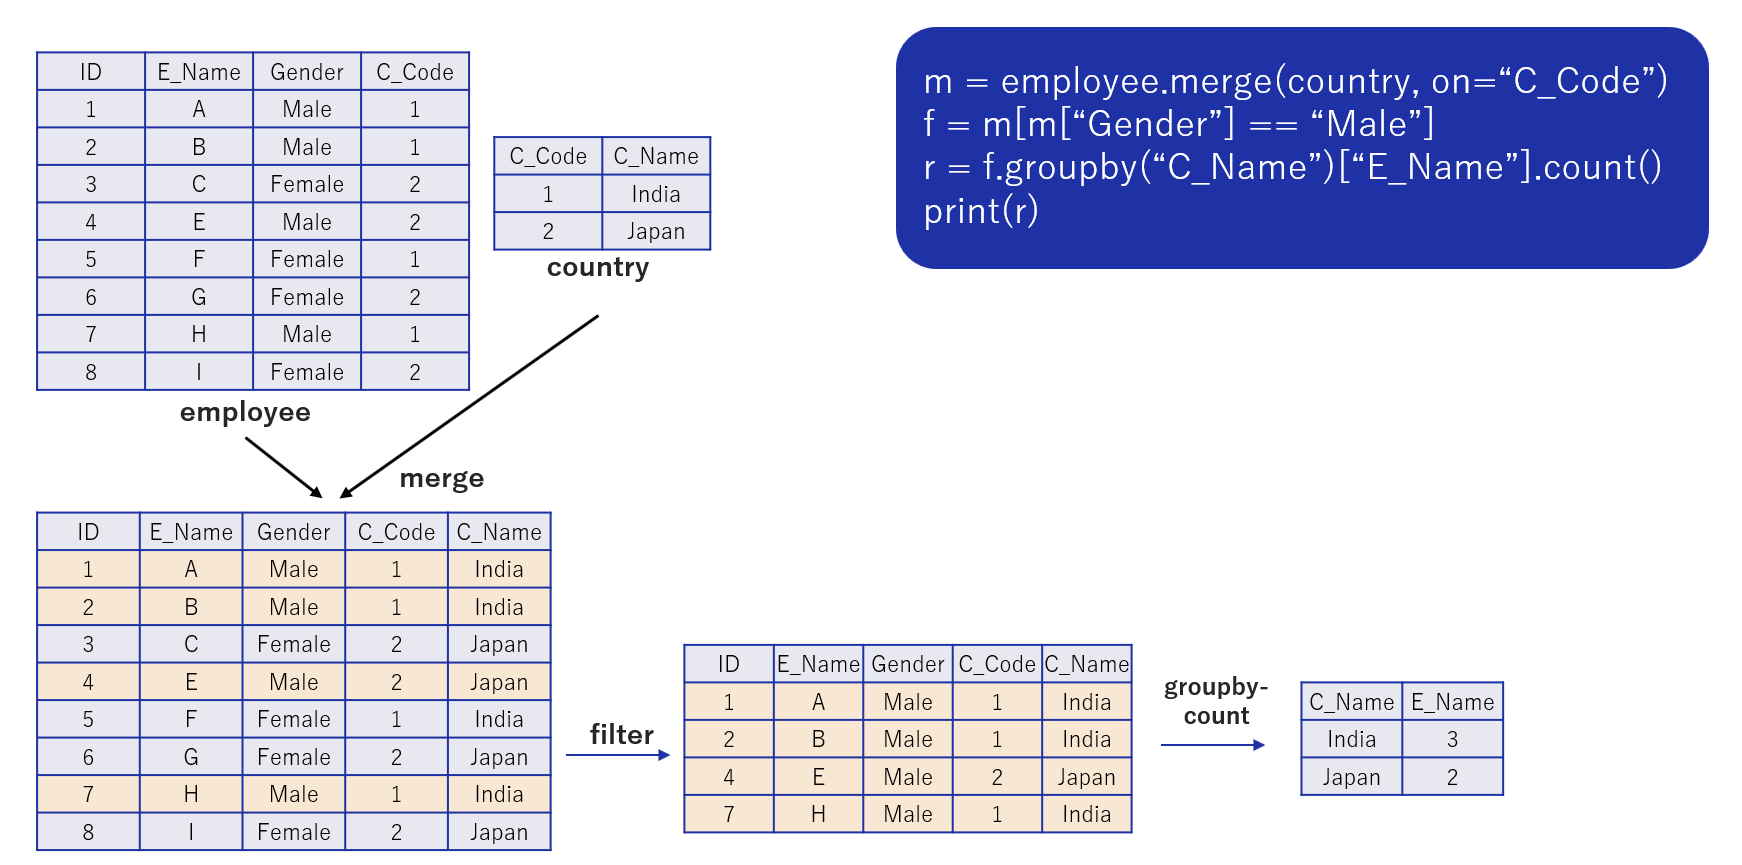 ID E_Name Gender C_Code
1 A Male 1
2 B Male 1
3 C Female 2
4 E Male 2
5 F Female 1
6 G Female 2
7 H Male 1
8 I Female 2
employee
C_Code C_Name
1 India
2 Japan
country
m = employee.merge(country, on=“C_Code”)
f = m[m[“Gender”] == “Male”]
r = f.groupby(“C_Name”)[“E_Name”].count()
print(r)
merge
ID E_Name Gender C_Code C_Name
1 A Male 1 India
2 B Male 1 India
3 C Female 2 Japan
4 E Male 2 Japan
5 F Female 1 India
6 G Female 2 Japan
7 H Male 1 India
8 I Female 2 Japan
filter
ID E_Name Gender C_Code C_Name
1 A Male 1 India
2 B Male 1 India
4 E Male 2 Japan
7 H Male 1 India
groupby-
count
C_Name E_Name
India 3
Japan 2